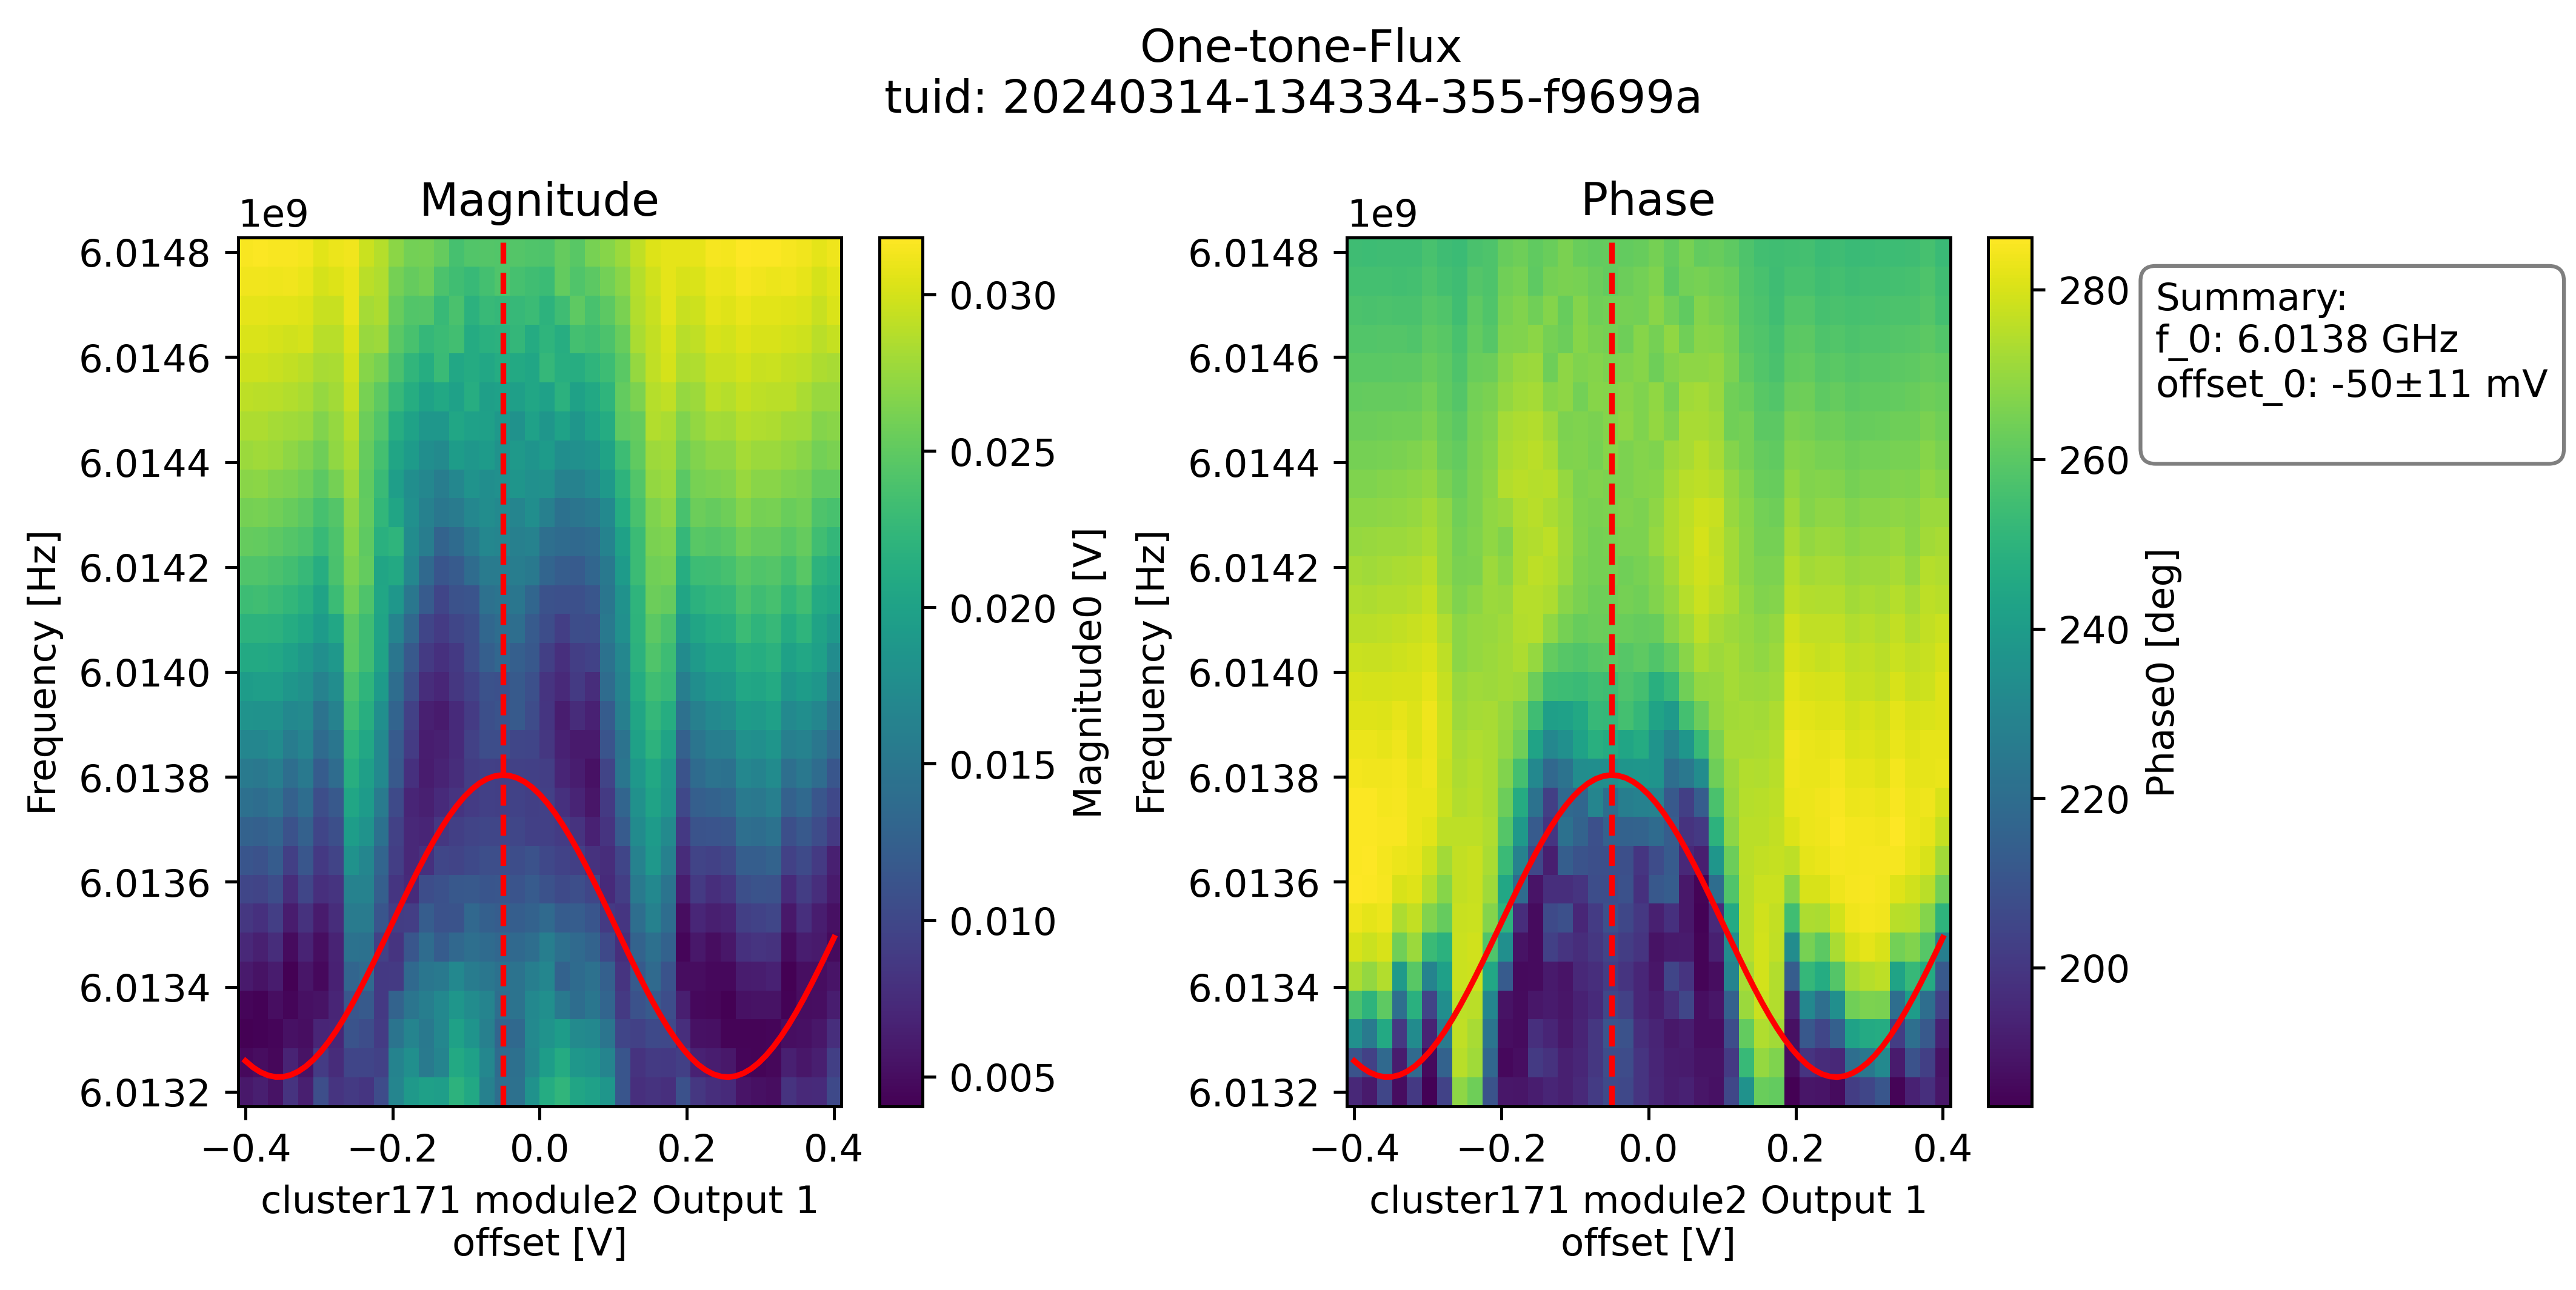 One-tone-Flux
tuid: 20240314-134334-355-f9699a
Magnitude
1e9
6.0148
6.0146
6.0144
6.0142
6.0140
6.0138
6.0136
6.0134
6.0132
Frequency [Hz]
−0.4
−0.2
0.0
0.2
0.4
cluster171 module2 Output 1
offset [V]
0.030
0.025
0.020
0.015
0.010
0.005
Magnitude0 [V]
Phase
1e9
6.0148
6.0146
6.0144
6.0142
6.0140
6.0138
6.0136
6.0134
6.0132
Frequency [Hz]
−0.4
−0.2
0.0
0.2
0.4
cluster171 module2 Output 1
offset [V]
280
260
240
220
200
Phase0 [deg]
Summary:
f_0: 6.0138 GHz
offset_0: -50±11 mV